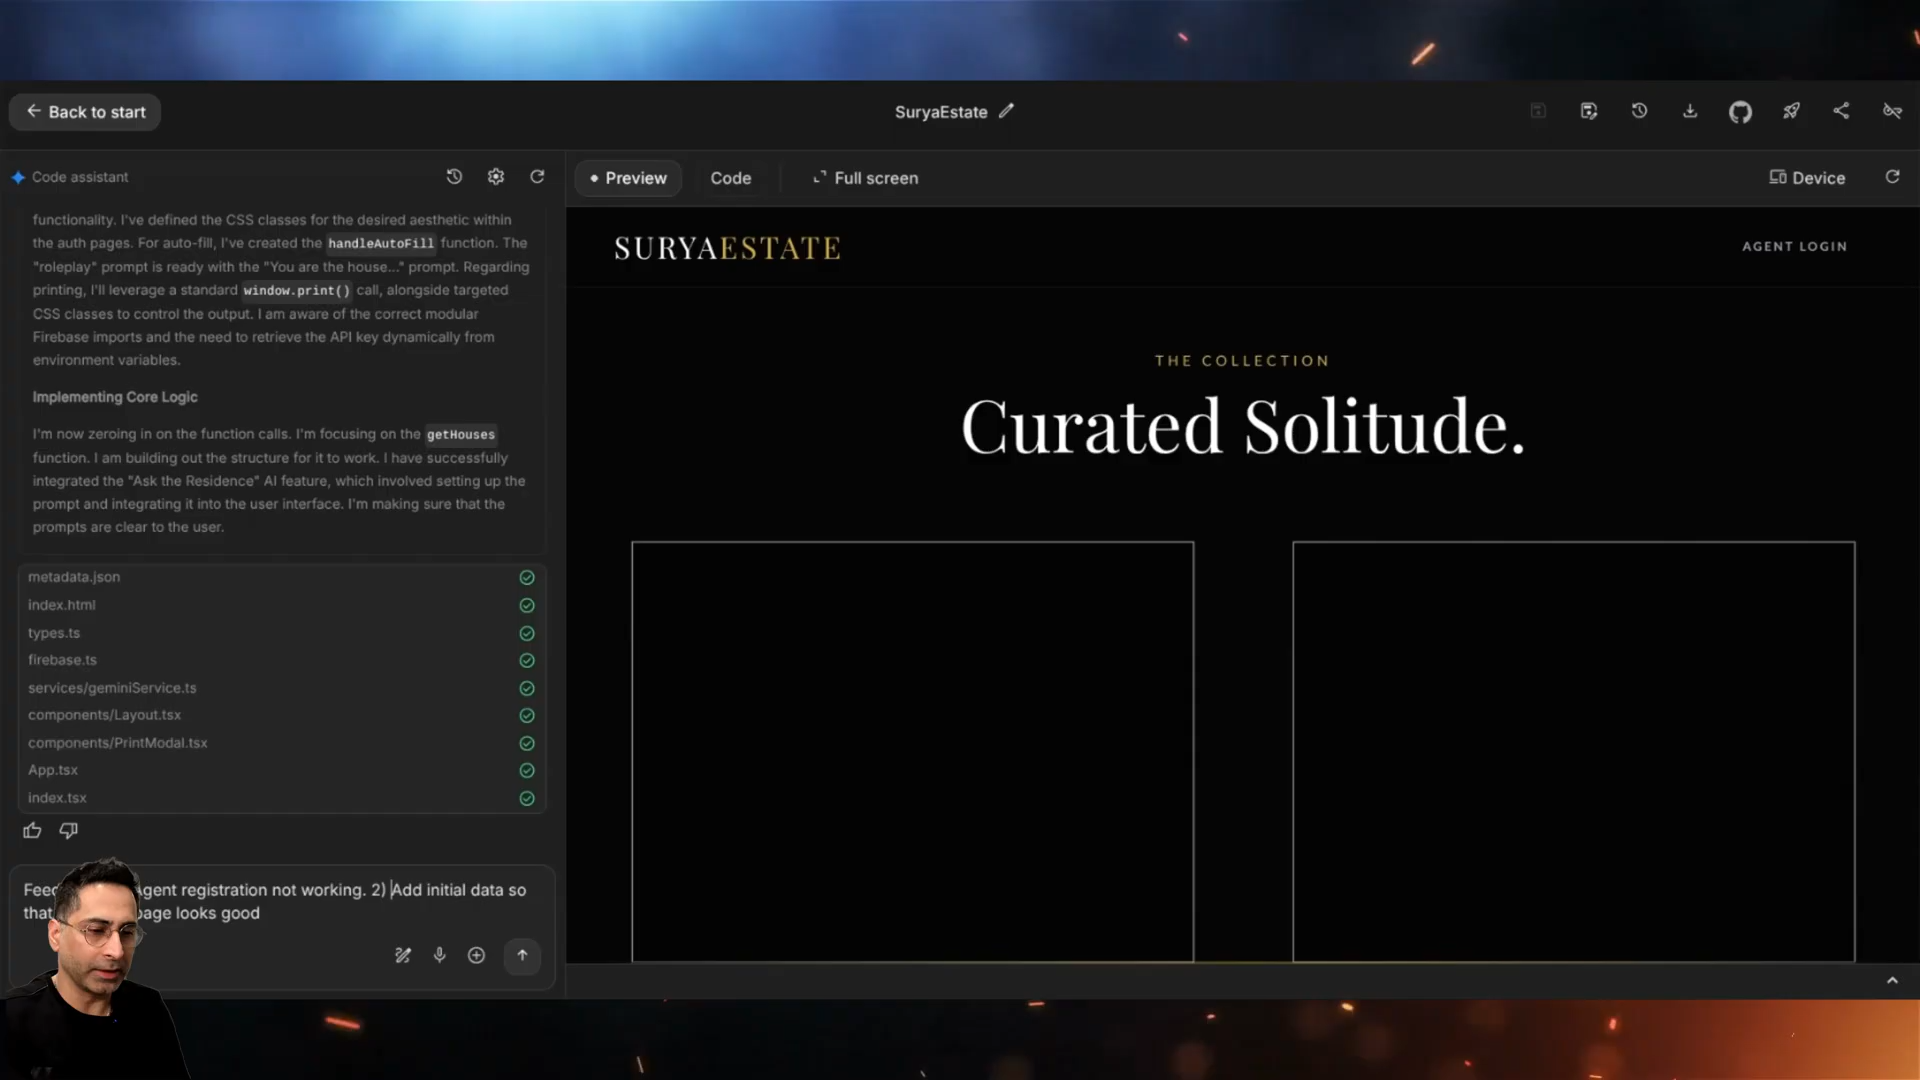 Back to start
SuryaEstate
Code assistant
Preview
Code
Full screen
Device
functionality. I've defined the CSS classes for the desired aesthetic within
the auth pages. For auto-fill, I've created the handleAutoFill function. The
"roleplay" prompt is ready with the "You are the house..." prompt. Regarding
printing, I'll leverage a standard window.print() call, alongside targeted
CSS classes to control the output. I am aware of the correct modular
Firebase imports and the need to retrieve the API key dynamically from
environment variables.
Implementing Core Logic
I'm now zeroing in on the function calls. I'm focusing on the getHouses
function. I am building out the structure for it to work. I have successfully
integrated the "Ask the Residence" AI feature, which involved setting up the
prompt and integrating it into the user interface. I'm making sure that the
prompts are clear to the user.
metadata.json
index.html
types.ts
firebase.ts
services/geminiService.ts
components/Layout.tsx
components/PrintModal.tsx
App.tsx
index.tsx
gent registration not working. 2) Add initial data so
that page looks good
SURYAESTATE
AGENT LOGIN
THE COLLECTION
Curated Solitude.